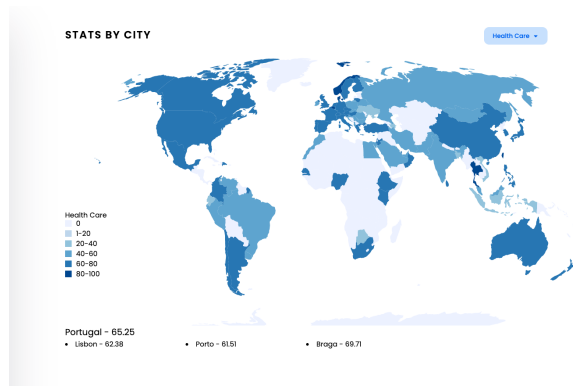 STATS BY CITY
Health Care
Health Care
0
1-20
20-40
40-60
60-80
80-100
Portugal - 65.25
• Lisbon - 62.38 • Porto - 61.51 • Braga - 69.71